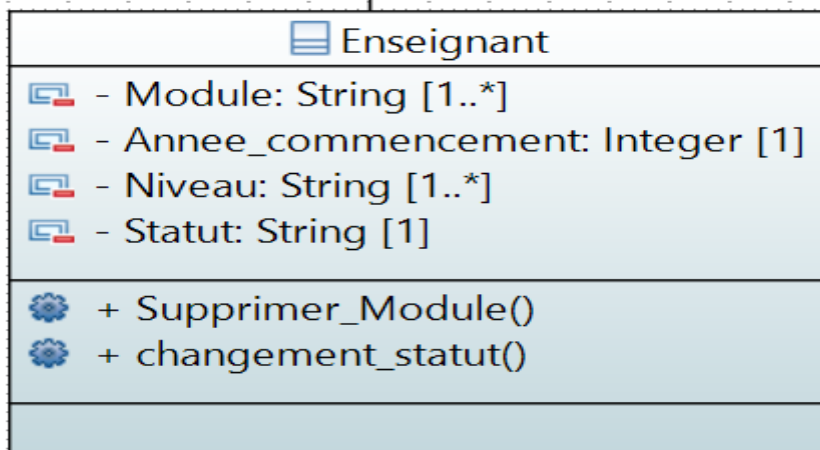 Enseignant
- Module: String [1..*]
- Annee_commencement: Integer [1]
- Niveau: String [1..*]
- Statut: String [1]
+ Supprimer_Module()
+ changement_statut()